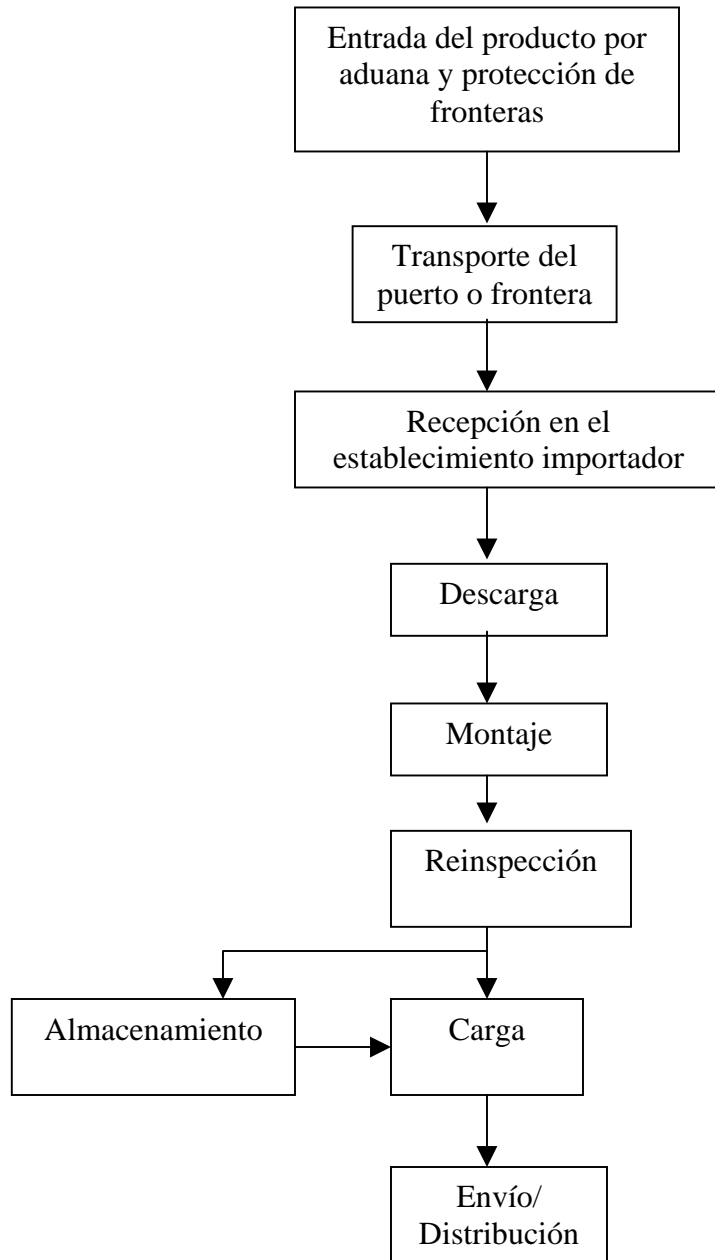 Entrada del producto por
aduana y protección de
fronteras
Transporte del
puerto o frontera
Recepción en el
establecimiento importador
Descarga
Montaje
Reinspección
Almacenamiento
Carga
Envío/
Distribución